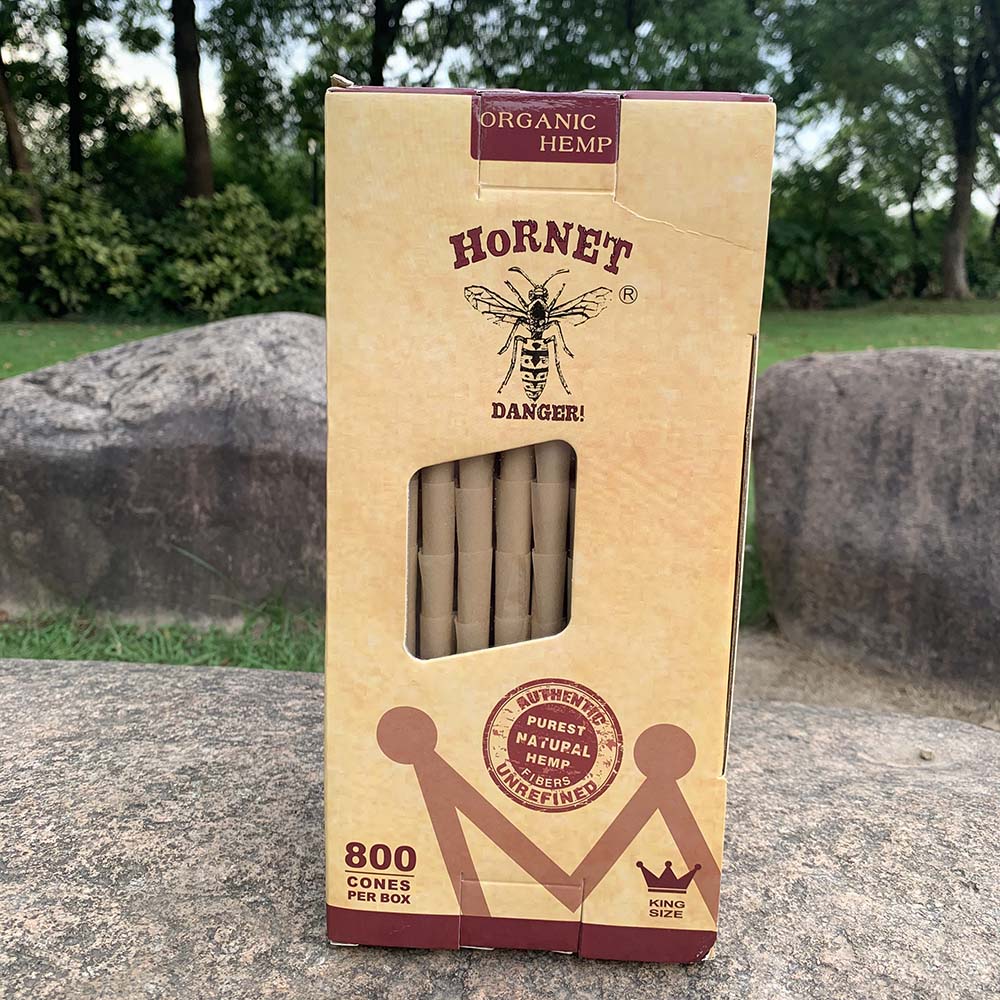 ORGANIC
HEMP
HoRNET
®
DANGER!
AUTHENTIC
PUREST
NATURAL
HEMP
FIBERS
UNREFINED
800
CONES
PER BOX
KING
SIZE